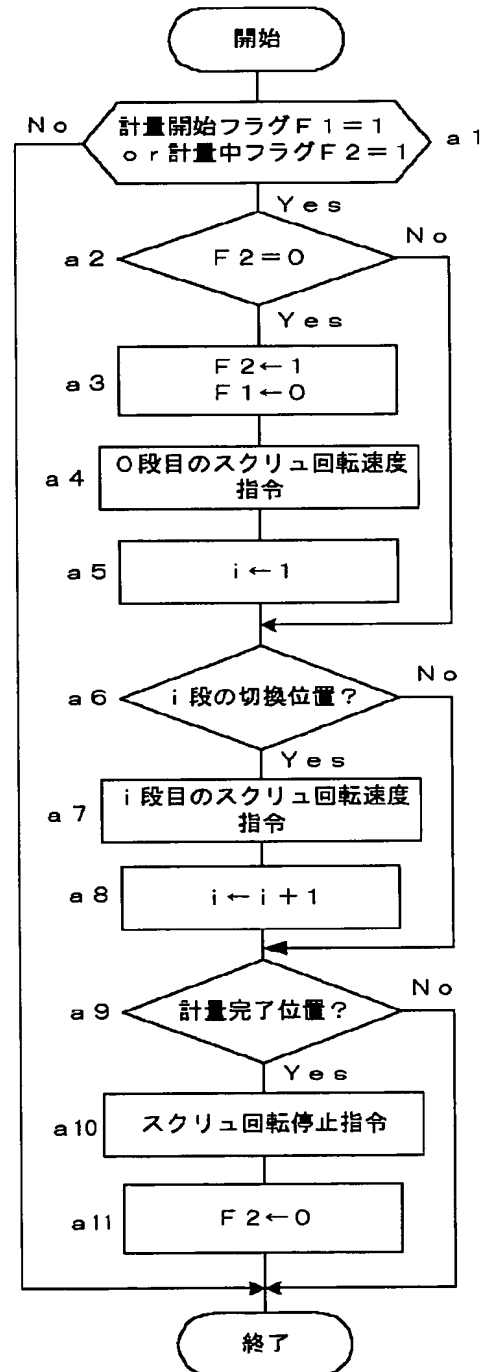 開始
No
計量開始フラグF1=1
or計量中フラグF2=1
a1
Yes
a2
F2=0
No
Yes
a3
F2←1
F1←0
a4
0段目のスクリュ回転速度
指令
a5
i←1
a6
i段の切換位置?
No
Yes
a7
i段目のスクリュ回転速度
指令
a8
i←i+1
a9
計量完了位置?
No
Yes
a10
スクリュ回転停止指令
a11
F2←0
終了